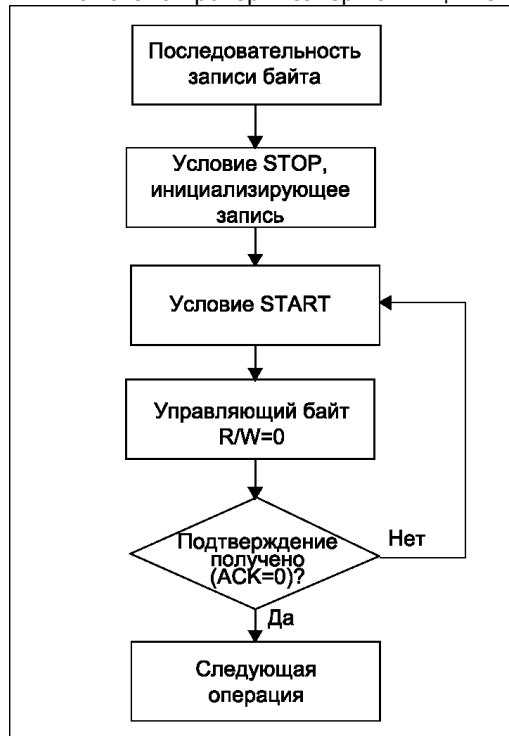 Последовательность
записи байта
Условие STOP,
инициализирующее
запись
Условие START
Управляющий байт
R/W=0
Подтверждение
получено
(ACK=0)?
Нет
Да
Следующая
операция